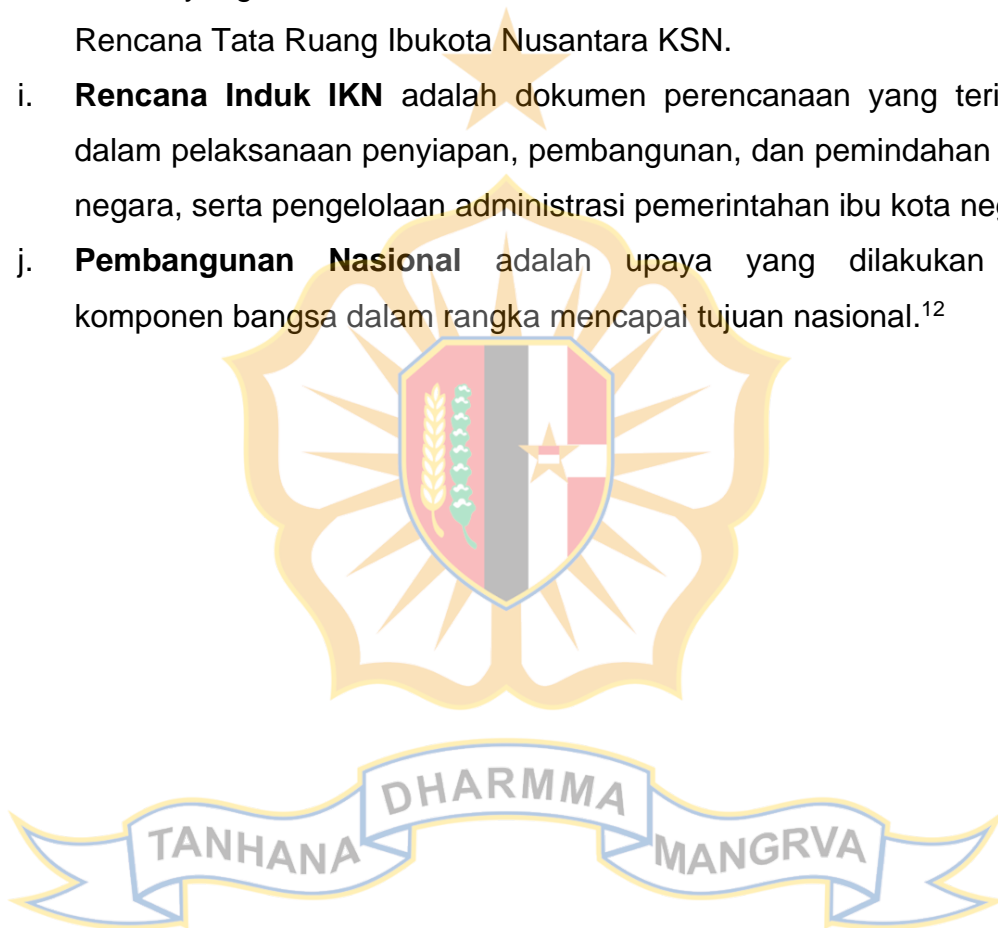 Rencana Tata Ruang Ibukota Nusantara KSN.
i. Rencana Induk IKN adalah dokumen perencanaan yang
dalam pelaksanaan penyiapan, pembangunan, dan pemindahan
negara, serta pengelolaan administrasi pemerintahan ibu kota
j. Pembangunan Nasional adalah upaya yang dilakukan
komponen bangsa dalam rangka mencapai tujuan nasional.12
TANHANA DHARMMA MANGRVA